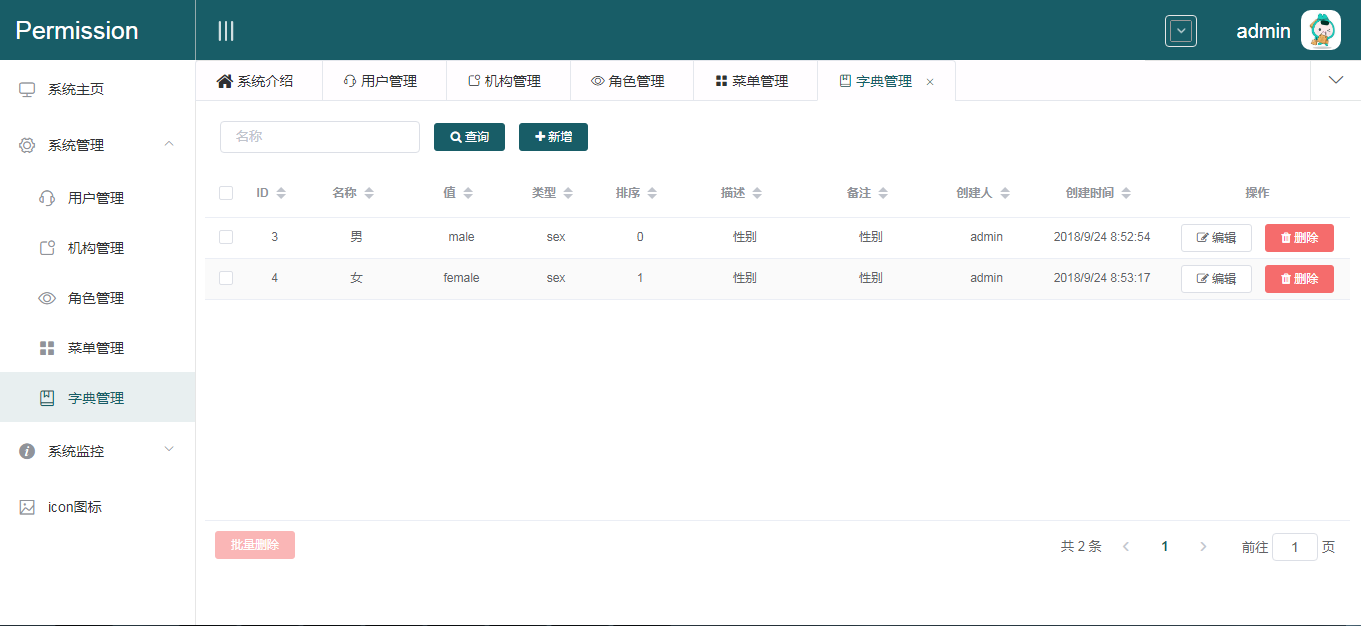 Permission
admin
系统主页
系统管理
用户管理
机构管理
角色管理
菜单管理
字典管理
系统监控
icon图标
系统介绍 用户管理 机构管理 角色管理 菜单管理 字典管理
名称 查询 新增
ID 名称 值 类型 排序 描述 备注 创建人 创建时间 操作
3 男 male sex 0 性别 性别 admin 2018/9/24 8:52:54 编辑 删除
4 女 female sex 1 性别 性别 admin 2018/9/24 8:53:17 编辑 删除
批量删除 共 2 条 1 前往 1 页